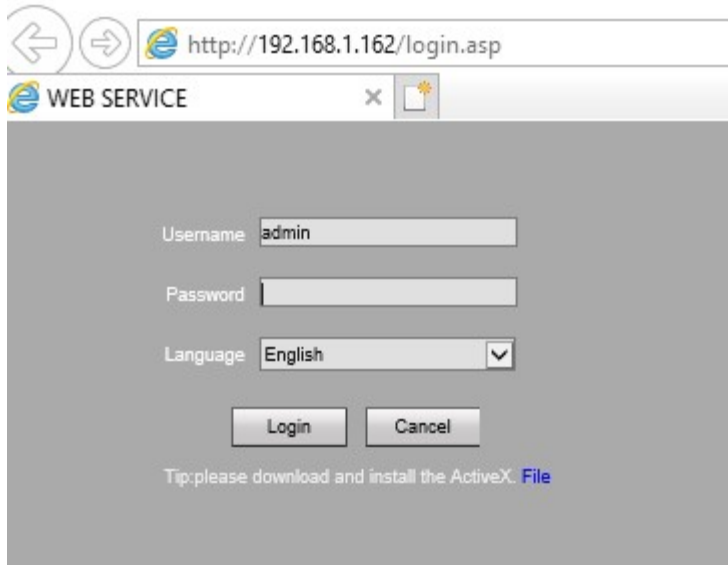 http://192.168.1.162/login.asp
WEB SERVICE
Username admin
Password
Language English
Login Cancel
Tip:please download and install the ActiveX. File